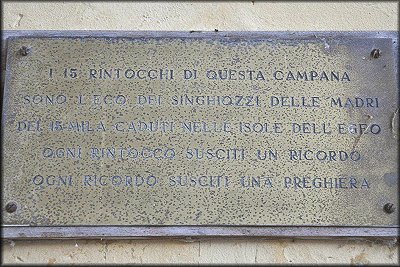 I 15 RINTOCCHI DI QUESTA CAMPANA
SONO L'ECO DEI SINGHIOZZI DELLE MADRI
DEI 15 MILA CADUTI NELLE ISOLE DELL'EGEO
OGNI RINTOCCO SUSCITI UN RICORDO
OGNI RICORDO SUSCITI UNA PREGHIERA